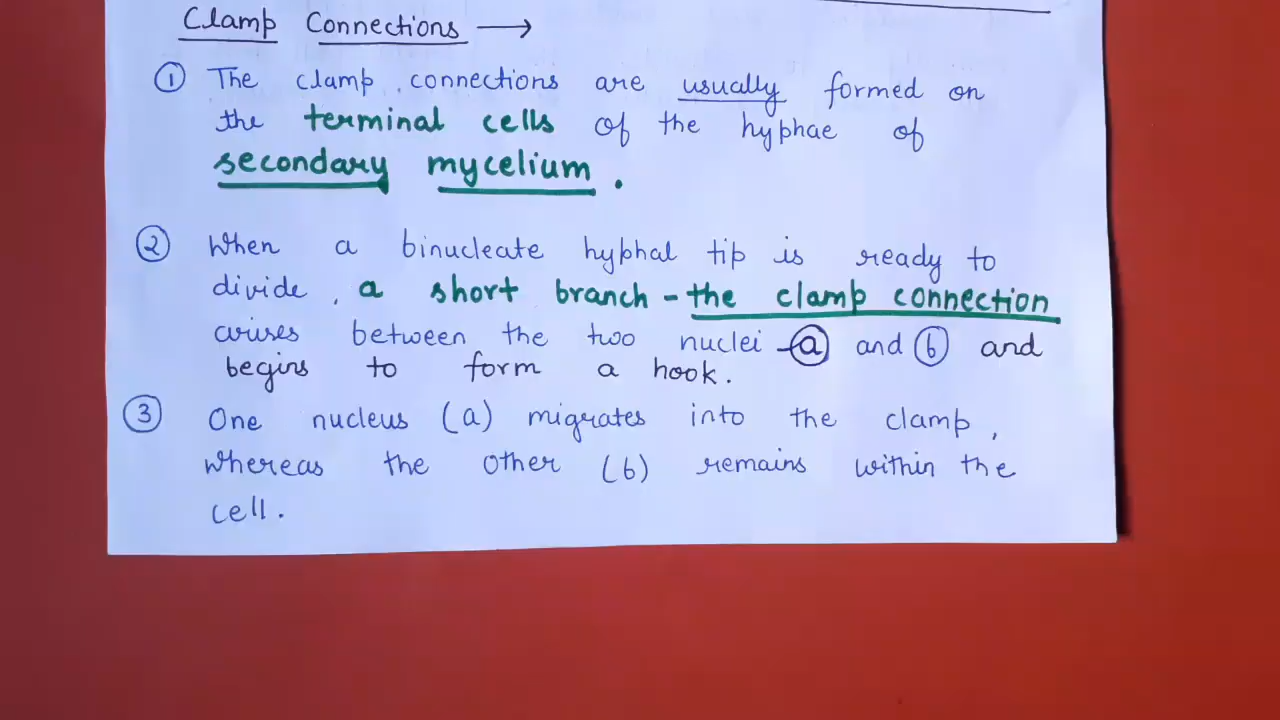 Clamp Connections →
① The clamp connections are usually formed on
the terminal cells of the hyphae of
secondary mycelium.
② When a binucleate hyphal tip is ready to
divide, a short branch - the clamp connection
arises between the two nuclei - ⓐ and ⓑ and
begins to form a hook.
③ One nucleus (a) migrates into the clamp,
whereas the other (b) remains within the
cell.